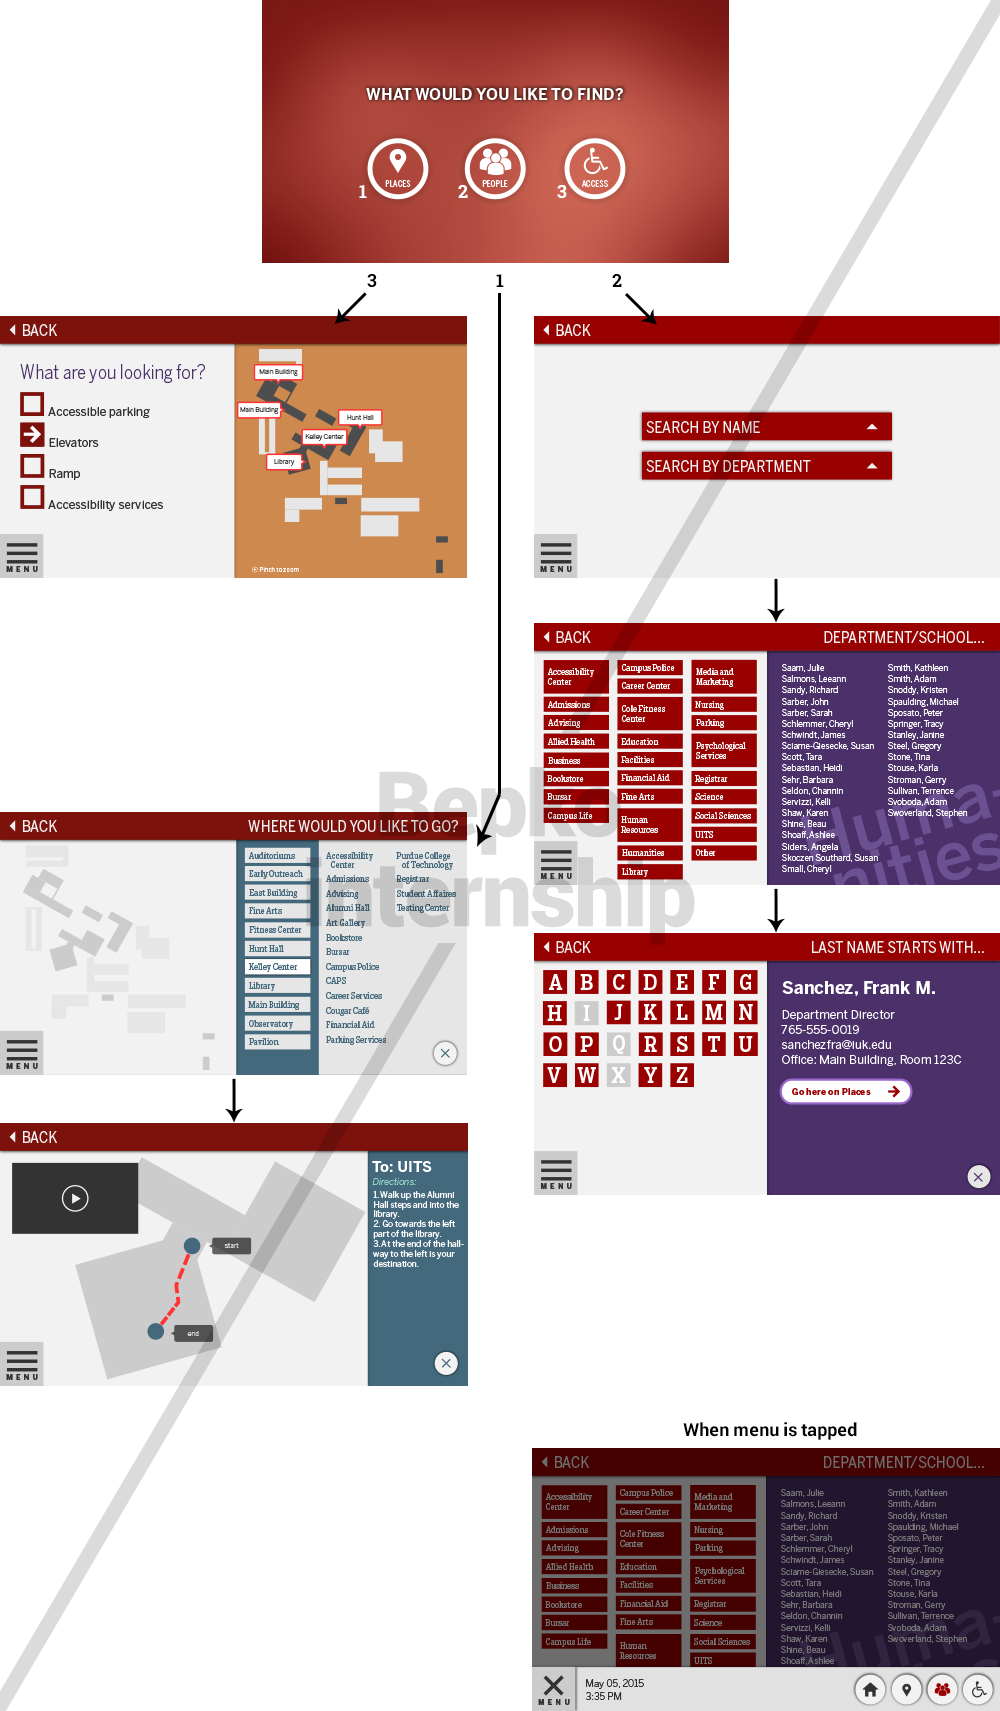 WHAT WOULD YOU LIKE TO FIND?
PLACES
PEOPLE
ACCESS
1
2
3
3
1
2
BACK
What are you looking for?
Accessible parking
Elevators
Ramp
Accessibility services
MENU
Main Building
Main Building
Hunt Hall
Kelley Center
Library
Pinch to zoom
BACK
SEARCH BY NAME
SEARCH BY DEPARTMENT
MENU
BACK
DEPARTMENT/SCHOOL...
Accessibility
Center
Admissions
Advising
Allied Health
Business
Bookstore
Bursar
Campus Life
Campus Police
Career Center
Cole Fitness
Center
Education
Facilities
Financial Aid
Fine Arts
Human
Resources
Humanities
Library
Media and
Marketing
Nursing
Parking
Psychological
Services
Registrar
Science
Social Sciences
UITS
Other
Saam, Julie
Salmons, Leeann
Sandy, Richard
Sarber, John
Sarber, Sarah
Schlemmer, Cheryl
Schwindt, James
Sciame-Giesecke, Susan
Scott, Tara
Sebastian, Heidi
Sehr, Barbara
Seldon, Channin
Servizzi, Kelli
Shaw, Karen
Shine, Beau
Shoaff, Ashlee
Siders, Angela
Skoczen Southard, Susan
Small, Cheryl
Smith, Kathleen
Smith, Adam
Snoddy, Kristen
Spaulding, Michael
Sposato, Peter
Springer, Tracy
Stanley, Janine
Steel, Gregory
Stone, Tina
Stouse, Karla
Stroman, Gerry
Sullivan, Terrence
Svoboda, Adam
Swoverland, Stephen
MENU
Bepko
internship
BACK
WHERE WOULD YOU LIKE TO GO?
Auditoriums
Early Outreach
East Building
Fine Arts
Fitness Center
Hunt Hall
Kelley Center
Library
Main Building
Observatory
Pavilion
Accessibility
Center
Admissions
Advising
Alumni Hall
Art Gallery
Bookstore
Bursar
Campus Police
CAPS
Career Services
Cougar Café
Financial Aid
Parking Services
Purdue College
of Technology
Registrar
Student Affaires
Testing Center
MENU
BACK
LAST NAME STARTS WITH...
A B C D E F G
H I J K L M N
O P Q R S T U
V W X Y Z
Sanchez, Frank M.
Department Director
765-555-0019
sanchezfra@iuk.edu
Office: Main Building, Room 123C
Go here on Places
MENU
BACK
start
end
To: UITS
Directions:
1.Walk up the Alumni
Hall steps and into the
library.
2. Go towards the left
part of the library.
3.At the end of the hall-
way to the left is your
destination.
MENU
When menu is tapped
BACK
DEPARTMENT/SCHOOL...
Accessibility
Center
Admissions
Advising
Allied Health
Business
Bookstore
Bursar
Campus Life
Campus Police
Career Center
Cole Fitness
Center
Education
Facilities
Financial Aid
Fine Arts
Human
Resources
Media and
Marketing
Nursing
Parking
Psychological
Services
Registrar
Science
Social Sciences
UITS
Saam, Julie
Salmons, Leeann
Sandy, Richard
Sarber, John
Sarber, Sarah
Schlemmer, Cheryl
Schwindt, James
Sciame-Giesecke, Susan
Scott, Tara
Sebastian, Heidi
Sehr, Barbara
Seldon, Channin
Servizzi, Kelli
Shaw, Karen
Shine, Beau
Shoaff, Ashlee
Smith, Kathleen
Smith, Adam
Snoddy, Kristen
Spaulding, Michael
Sposato, Peter
Springer, Tracy
Stanley, Janine
Steel, Gregory
Stone, Tina
Stouse, Karla
Stroman, Gerry
Sullivan, Terrence
Svoboda, Adam
Swoverland, Stephen
MENU
May 05, 2015
3:35 PM